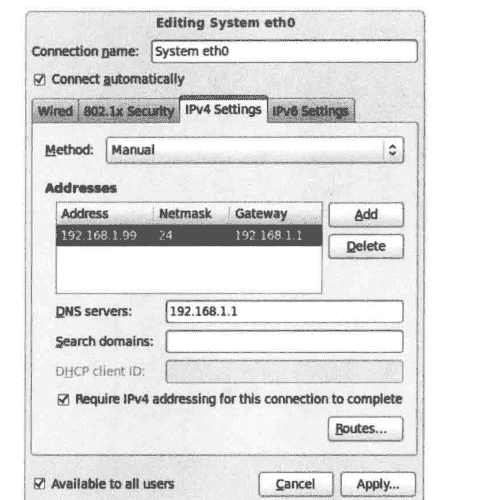 Editing System eth0
Connection name: System eth0
Connect automatically
Wired 802.1x Security IPv4 Settings IPv6 Settings
Method: Manual
Addresses
Address Netmask Gateway
192.168.1.99 24 192.168.1.1
Add
Delete
DNS servers: 192.168.1.1
Search domains:
DHCP client ID:
Require IPv4 addressing for this connection to complete
Routes...
Available to all users Cancel Apply...